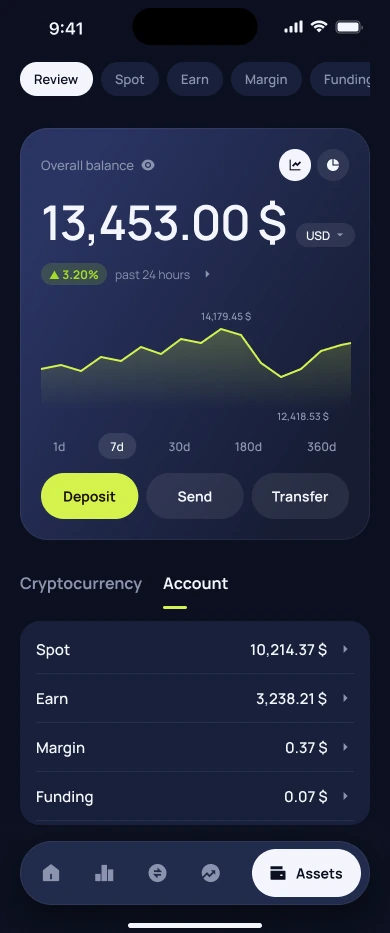 9:41
Review Spot Earn Margin Funding
Overall balance
13,453.00 $ USD
3.20% past 24 hours
14,179.45 $
12,418.53 $
1d 7d 30d 180d 360d
Deposit Send Transfer
Cryptocurrency Account
Spot 10,214.37 $
Earn 3,238.21 $
Margin 0.37 $
Funding 0.07 $
Assets